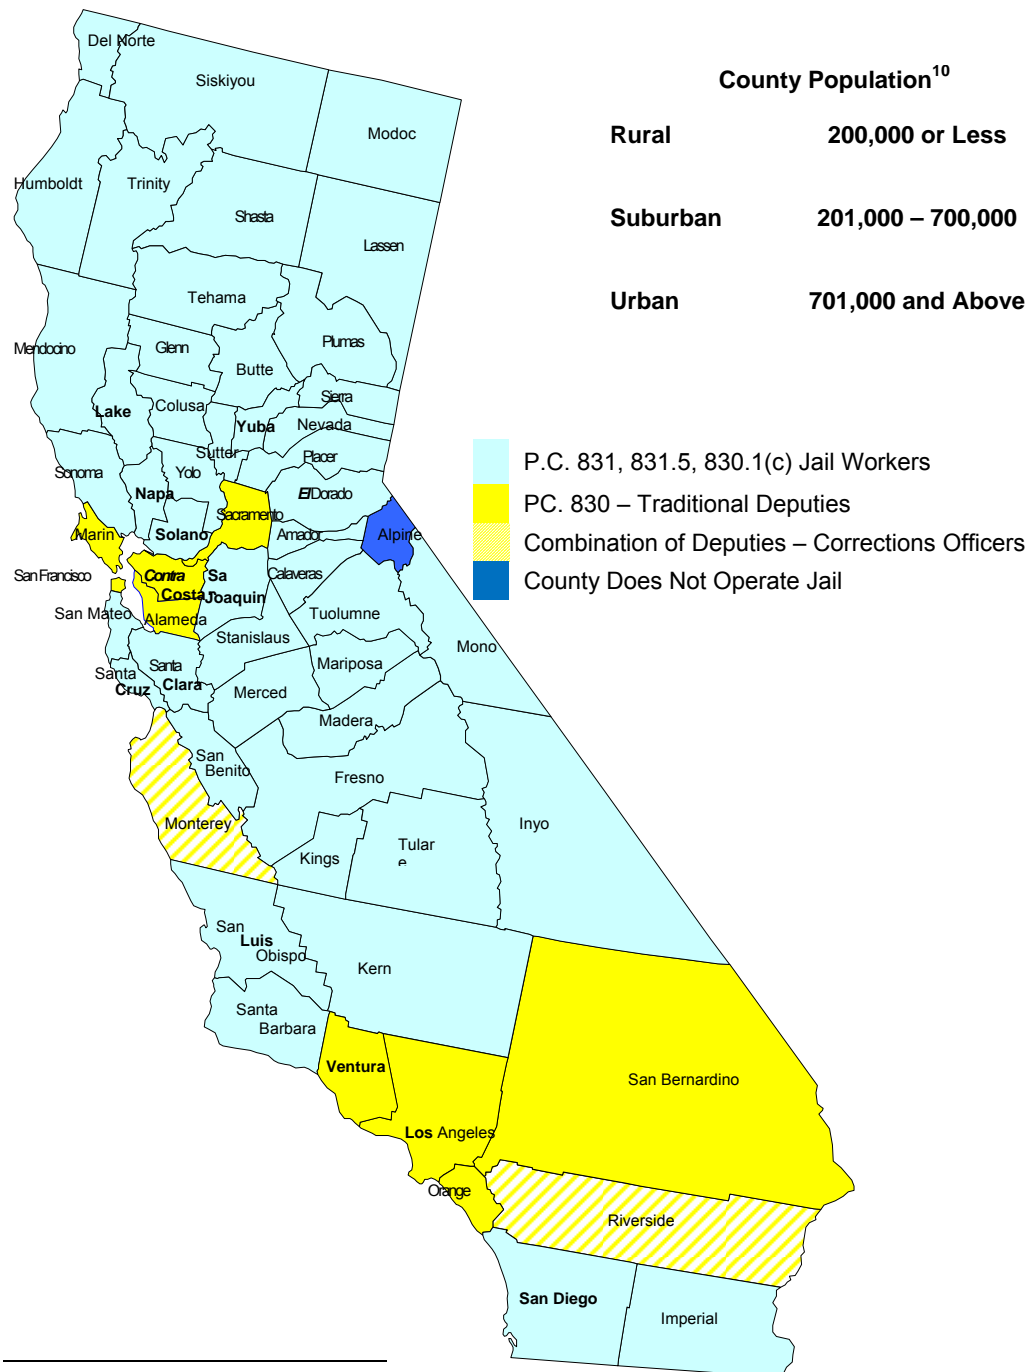 Del Norte
Siskiyou
Modoc
Humboldt
Trinity
Shasta
Lassen
Tehama
Mendocino
Glenn
Plumas
Butte
Lake
Colusa
Sierra
Yuba
Nevada
Sutter
Placer
Sonoma
Yolo
Napa
El Dorado
Sacramento
Marin
Solano
Amador
Alpine
San Francisco
Contra
Costa
Sa
Joaquin
Calaveras
San Mateo
Alameda
Tuolumne
Stanislaus
Mono
Santa
Cruz
Santa
Clara
Mariposa
Merced
Madera
San
Benito
Fresno
Monterey
Inyo
Kings
Tular
e
San
Luis
Obispo
Kern
Santa
Barbara
Ventura
San Bernardino
Los Angeles
Orange
Riverside
San Diego
Imperial
County Population10
Rural 200,000 or Less
Suburban 201,000 – 700,000
Urban 701,000 and Above
P.C. 831, 831.5, 830.1(c) Jail Workers
PC. 830 – Traditional Deputies
Combination of Deputies – Corrections Officers
County Does Not Operate Jail